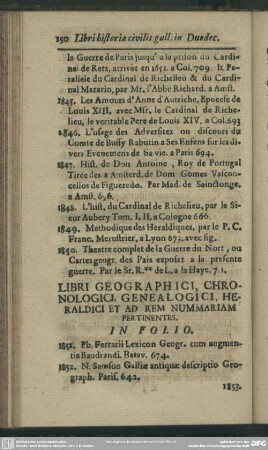 150 Libri historiæ civilis gall. in Duodec.
la Guerre de Paris jusqu' a la prison du Cardi-
nal de Retz, arrivée en 1652. a Col. 709. It Pa-
rallele du Cardinal de Richelieu & du Cardi-
nal Mazarin, par Mr. l'Abbé Richard. a Amst.
1845. Les Amours d'Anne d'Autriche, Epouese de
Louis XIII, avec Msr. le Cardinal de Riche-
lieu, le veritable Pere de Louis XIV. a Col. 693
1846. L'usage des Adversitez ou discours du
Comte de Bussy Rabutin a Ses Enfens sur les di-
vers Evenemens de sa vie. a Paris 694.
1847. Hist. de Don Antoine, Roy de Portugal
Tirée des a Amsterd. de Dom Gomes Vasconcel-
los de Figueredo. Par Mad. de Sainctonge.
a Amst. 696.
1848. L'hist. du Cardinal de Richelieu, par le Si-
eur Aubery Tom. I. II. a Cologne 666.
1849. Methodique des Heraldiques, par le P. C.
Franc. Menestrier, a Lyon 673. avec fig.
1850. Theatre complet de la Guerre du Nort, ou
Cartes geogr. des Pais exposez a la presente
guerre. Par le Sr. R.** de L. a la Haye. 711.
LIBRI GEOGRAPHICI, CHRO-
NOLOGICI, GENEALOGICI, HE-
RALDICI ET AD REM NUMMARIAM
PERTINENTES.
IN FOLIO.
1851. Ph. Ferrarii Lexicon Geogr. cum augmen-
tis Baudrandi. Patav. 674.
1852. N. Samson Galliæ antiquæ descriptio Geo-
graph. Paris, 642.
1853.